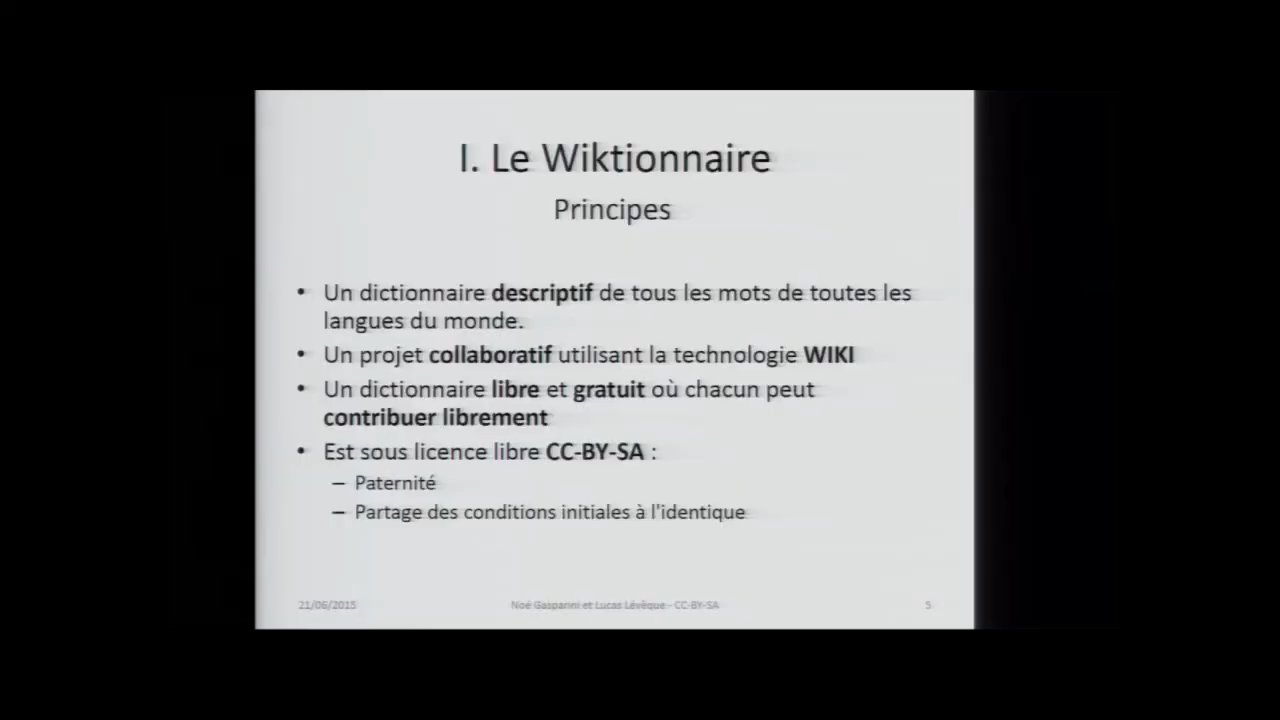 I. Le Wiktionnaire
Principes
• Un dictionnaire descriptif de tous les mots de toutes les
langues du monde.
• Un projet collaboratif utilisant la technologie WIKI
• Un dictionnaire libre et gratuit où chacun peut
contribuer librement
• Est sous licence libre CC-BY-SA :
– Paternité
– Partage des conditions initiales à l'identique
21/06/2015
Noé Gasparini et Lucas Lévêque - CC-BY-SA
5